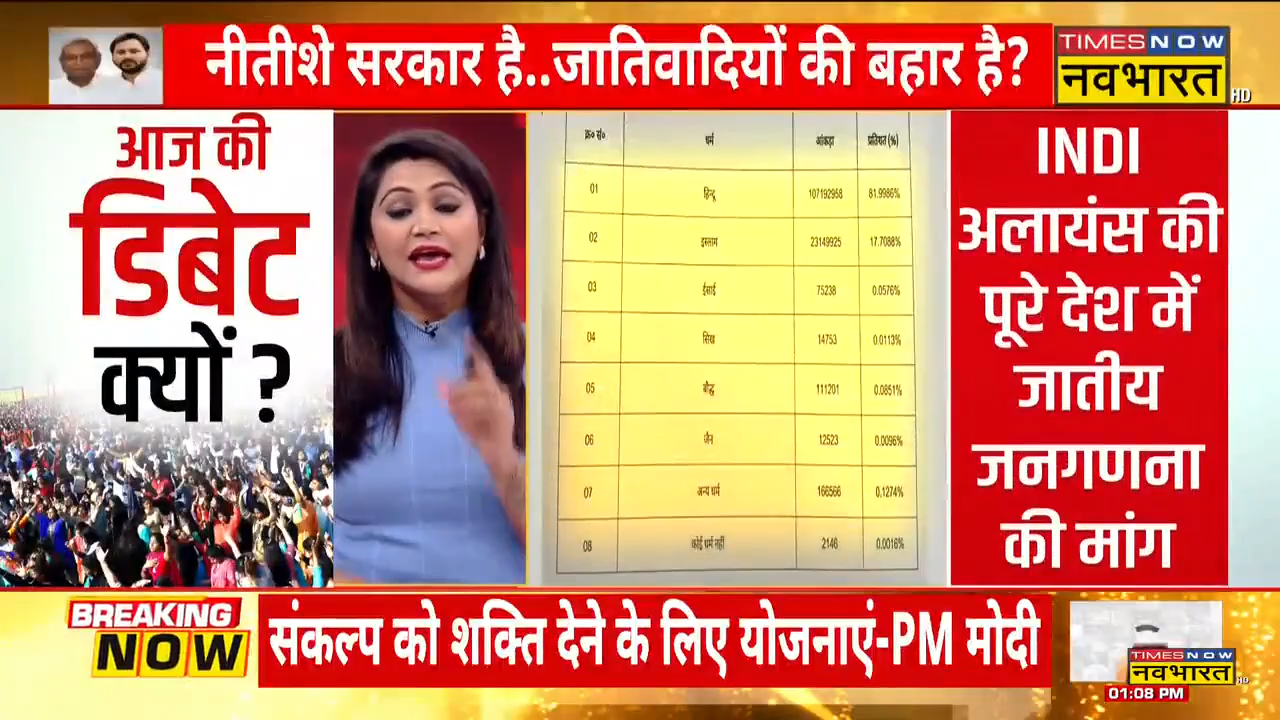 नीतीशे सरकार है..जातिवादियों की बहार है?
TIMES NOW
नवभारत
HD
आज की
डिबेट
क्यों ?
क्र० सं० धर्म आंकड़ा प्रतिशत (%)
01 हिन्दू 107192958 81.9986%
02 इस्लाम 23149925 17.7088%
03 ईसाई 75238 0.0576%
04 सिख 14753 0.0113%
05 बौद्ध 111201 0.0851%
06 जैन 12523 0.0096%
07 अन्य धर्म 166566 0.1274%
08 कोई धर्म नहीं 2146 0.0016%
INDI
अलायंस की
पूरे देश में
जातीय
जनगणना
की मांग
BREAKING
NOW
संकल्प को शक्ति देने के लिए योजनाएं-PM मोदी
TIMES NOW
नवभारत
HD
01:08 PM